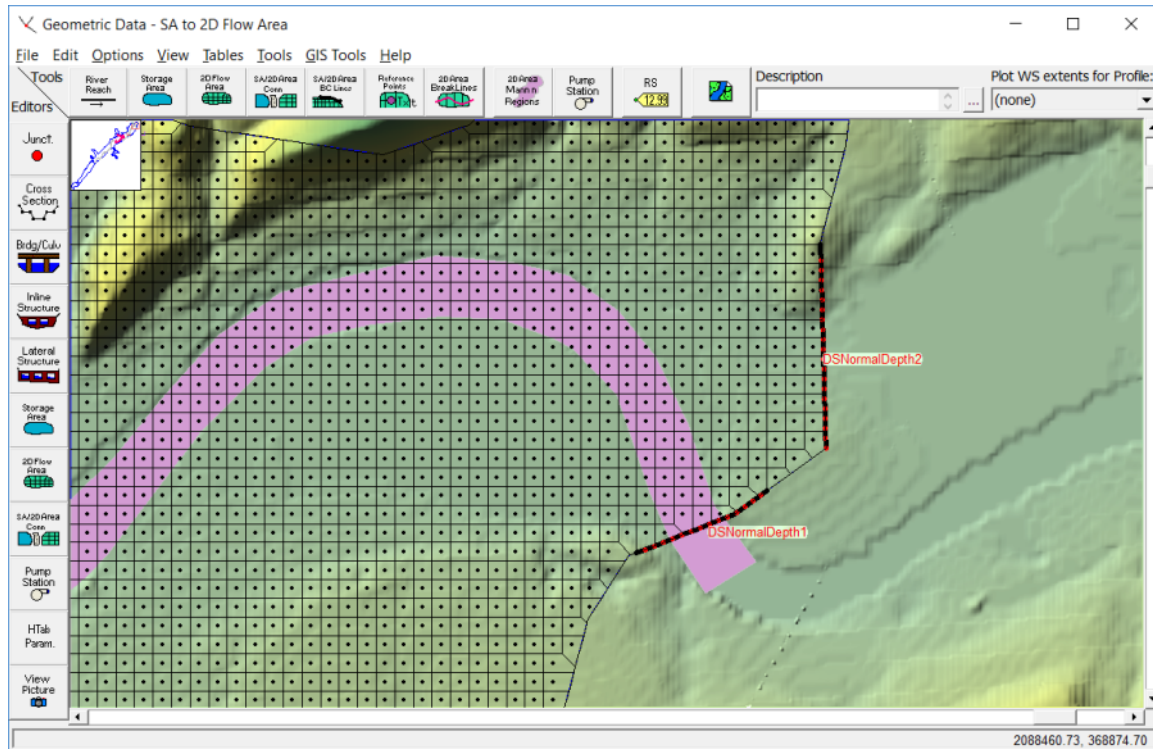 Geometric Data - SA to 2D Flow Area
File Edit Options View Tables Tools GIS Tools Help
Tools
Editors
River
Reach
Storage
Area
2D Flow
Area
SA/2D Area
Conn
SA/2D Area
BC Lines
Reference
Points
2D Area
BreakLines
2D Area
Mann n
Regions
Pump
Station
RS
12.99
Description
...
Plot WS extents for Profile:
(none)
Junct.
Cross
Section
Brdg/Culv
Inline
Structure
Lateral
Structure
Storage
Area
2D Flow
Area
SA/2D Area
Conn
Pump
Station
HTab
Param.
View
Picture
DSNormalDepth2
DSNormalDepth1
2088460.73, 368874.70